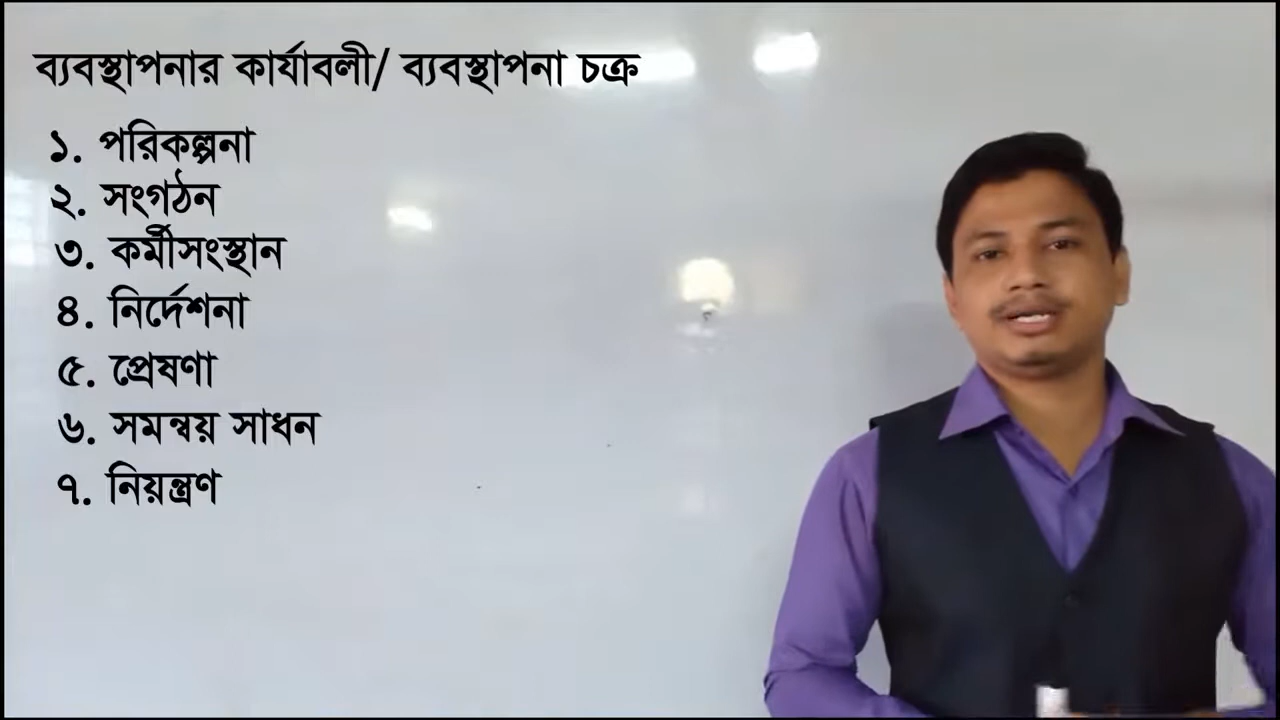 ব্যবস্থাপনার কার্যাবলী/ ব্যবস্থাপনা চক্র
১. পরিকল্পনা
২. সংগঠন
৩. কর্মীসংস্থান
৪. নির্দেশনা
৫. প্রেষণা
৬. সমন্বয় সাধন
৭. নিয়ন্ত্রণ